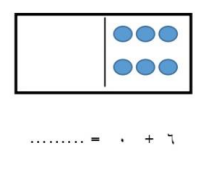 ٦ + ٠ = .........